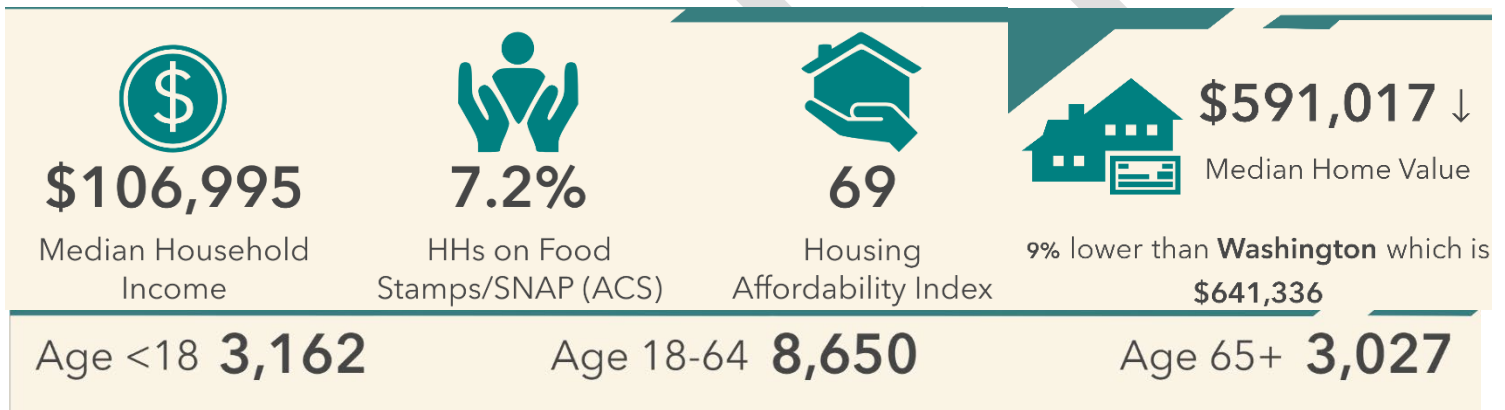 $
$106,995
Median Household
Income
7.2%
HHs on Food
Stamps/SNAP (ACS)
69
Housing
Affordability Index
$591,017 ↓
Median Home Value
9% lower than Washington which is
$641,336
Age <18 3,162
Age 18-64 8,650
Age 65+ 3,027